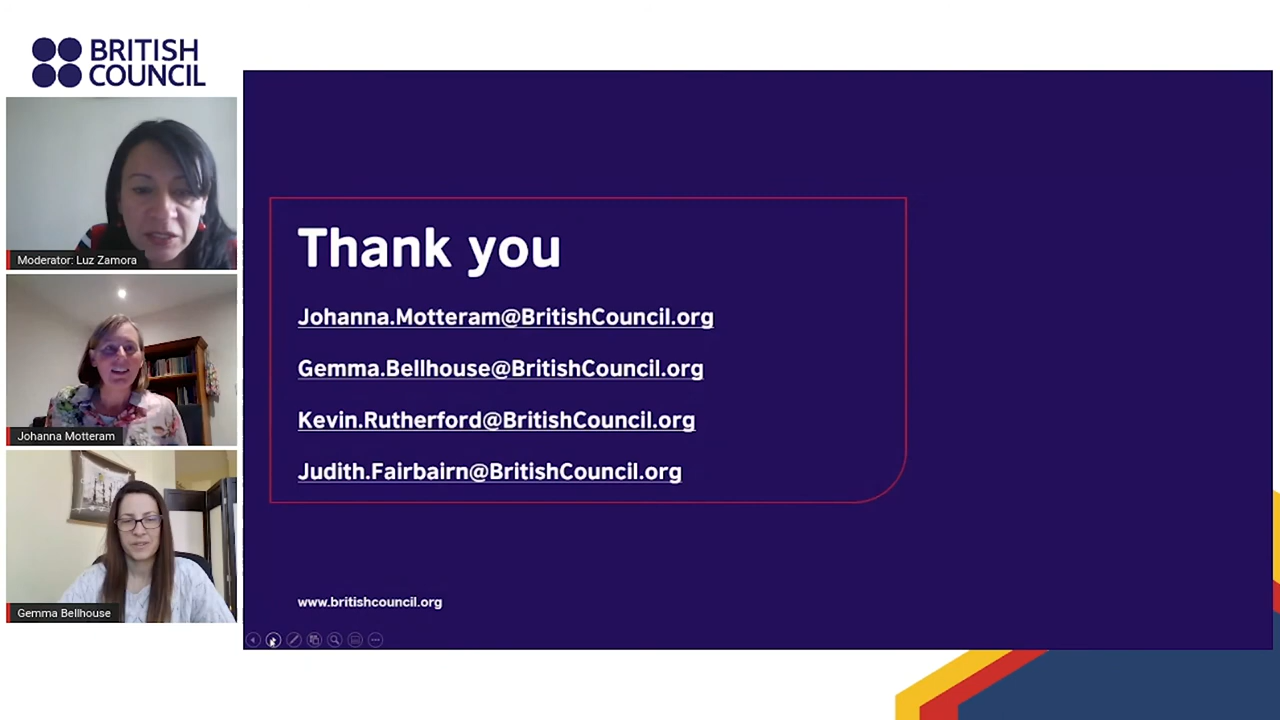 BRITISH
COUNCIL
Moderator: Luz Zamora
Johanna Motteram
Gemma Bellhouse
Thank you
Johanna.Motteram@BritishCouncil.org
Gemma.Bellhouse@BritishCouncil.org
Kevin.Rutherford@BritishCouncil.org
Judith.Fairbairn@BritishCouncil.org
www.britishcouncil.org